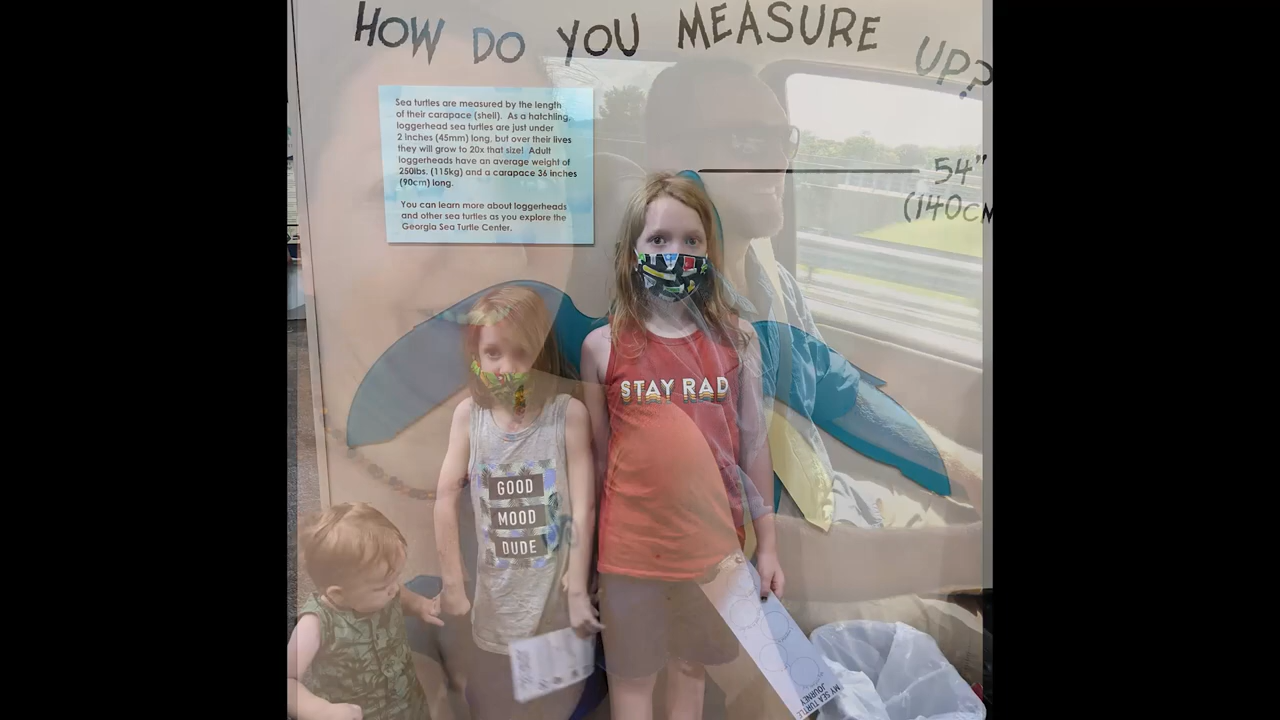 HOW DO YOU MEASURE UP?
Sea turtles are measured by the length
of their carapace (shell). As a hatchling,
loggerhead sea turtles are just under
2 inches (45mm) long, but over their lives
they will grow to 20x that size! Adult
loggerheads have an average weight of
250lbs. (115kg) and a carapace 36 inches
(90cm) long.
You can learn more about loggerheads
and other sea turtles as you explore the
Georgia Sea Turtle Center.
54"
(140CM
STAY RAD
GOOD
MOOD
DUDE
MY SEA TURTLE
JOURNEY